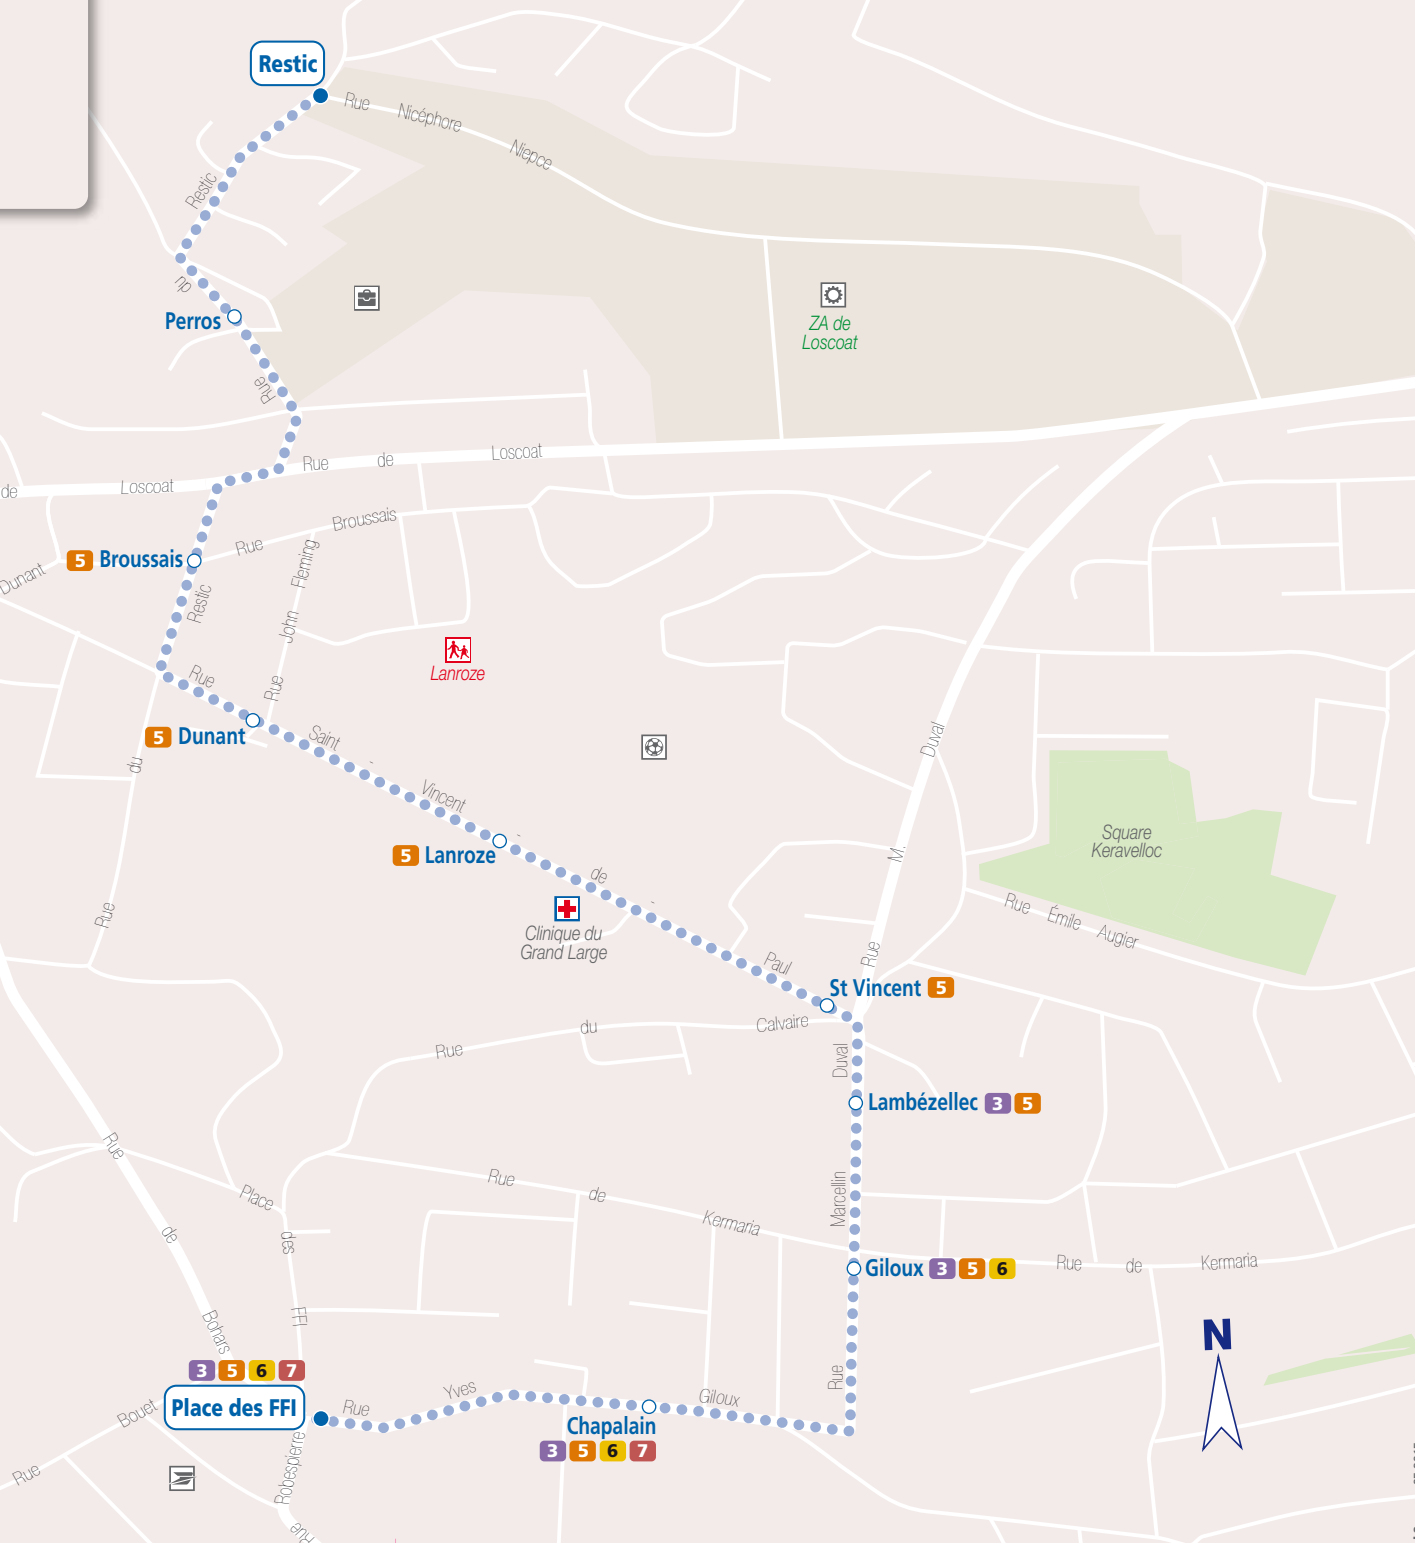 Restic
Rue Nicéphore Niepce
Restic
du
Perros
Rue
ZA de
Loscoat
Rue de Loscoat
de Loscoat
Rue Broussais
5 Broussais
Dunant
Restic
Rue John Fleming
Lanroze
Rue Saint - Vincent - de - Paul
5 Dunant
du
Rue
5 Lanroze
Clinique du
Grand Large
Duval
M.
Rue
Square
Keravelloc
Rue Émile Augier
St Vincent 5
Rue du Calvaire
Duval
Lambézellec 3 5
Marcellin
Rue
Rue de Kermaria
Giloux 3 5 6
Rue de Kermaria
Place des FFI
Rue de Bohars
3 5 6 7
Place des FFI
Rue Yves Giloux
Chapalain
3 5 6 7
Rue Bouet
Robespierre
Rue
N